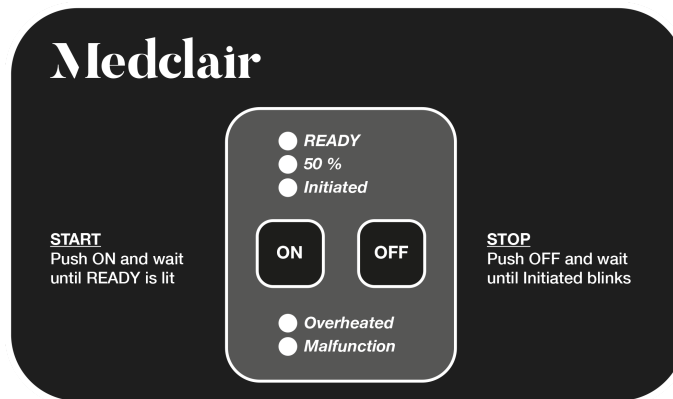 Medclair
READY
50 %
Initiated
START
Push ON and wait
until READY is lit
ON
OFF
STOP
Push OFF and wait
until Initiated blinks
Overheated
Malfunction